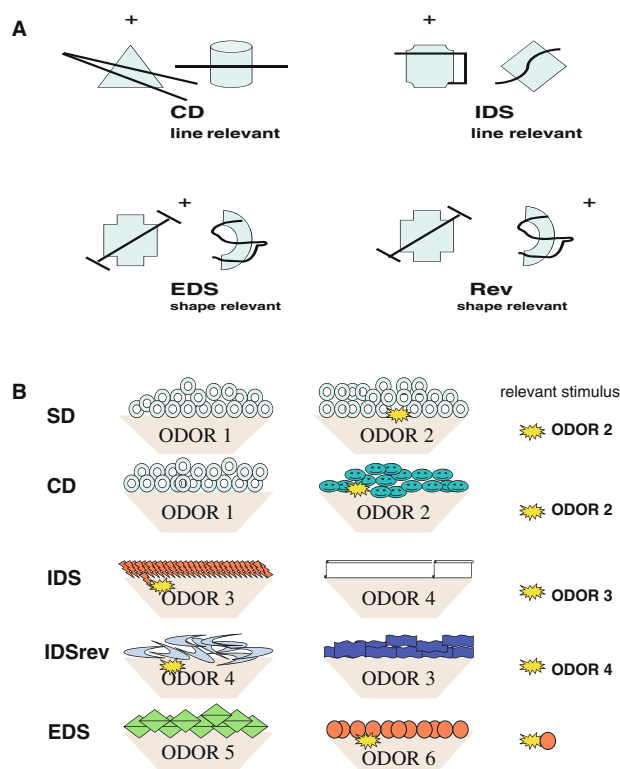 A
+
+
CD
line relevant
IDS
line relevant
+
+
EDS
shape relevant
Rev
shape relevant
B
relevant stimulus
SD
ODOR 1
ODOR 2
ODOR 2
CD
ODOR 1
ODOR 2
ODOR 2
IDS
ODOR 3
ODOR 4
ODOR 3
IDSrev
ODOR 4
ODOR 3
ODOR 4
EDS
ODOR 5
ODOR 6